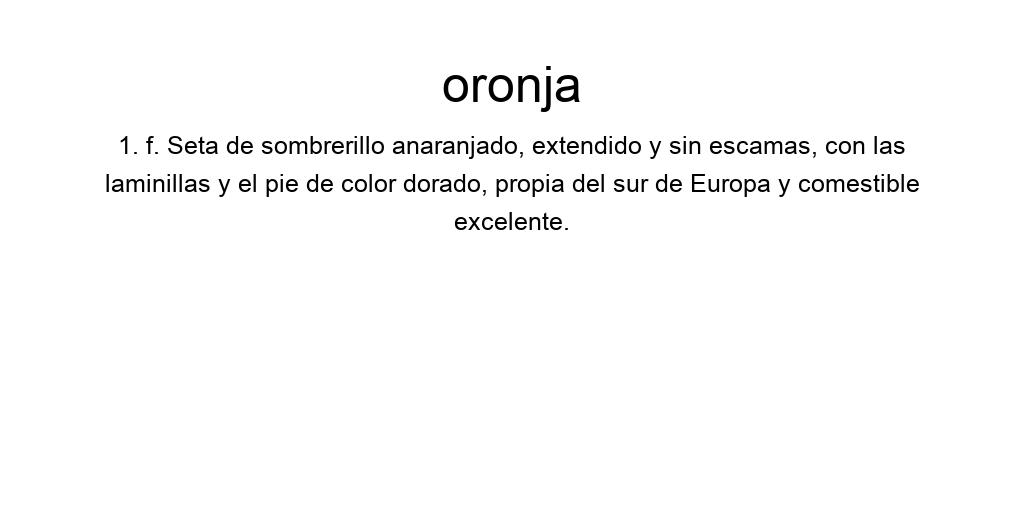 oronja
1. f. Seta de sombrerillo anaranjado, extendido y sin escamas, con las
laminillas y el pie de color dorado, propia del sur de Europa y comestible
excelente.